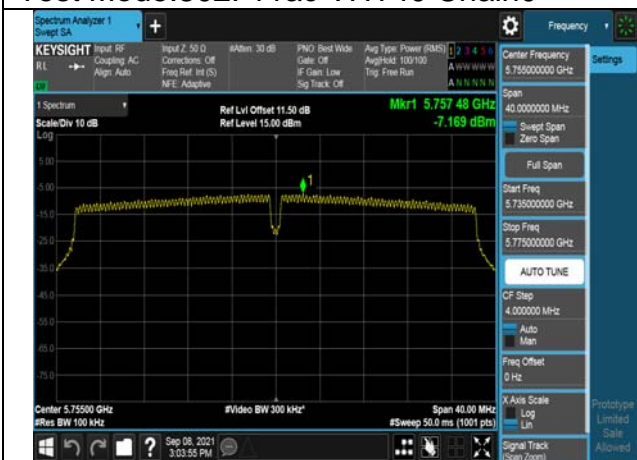 Spectrum Analyzer 1
Swept SA
+
Frequency
KEYSIGHT
RL
Input: RF
Coupling: AC
Align: Auto
Input Z: 50 Ω
Corrections: Off
Freq Ref: Int (S)
NFE: Adaptive
#Atten: 30 dB
PNO: Best Wide
Gate: Off
IF Gain: Low
Sig Track: Off
Avg Type: Power (RMS)
Avg|Hold: 100/100
Trig: Free Run
1 2 3 4 5 6
A W W W W W
A N N N N N
1 Spectrum
Scale/Div 10 dB
Log
Ref Lvl Offset 11.50 dB
Ref Level 15.00 dBm
Mkr1 5.757 48 GHz
-7.169 dBm
5.00
-5.00
-15.0
-25.0
-35.0
-45.0
-55.0
-65.0
-75.0
1
Center 5.75500 GHz
#Res BW 100 kHz
#Video BW 300 kHz*
Span 40.00 MHz
#Sweep 50.0 ms (1001 pts)
Center Frequency
5.755000000 GHz
Settings
Span
40.0000000 MHz
Swept Span
Zero Span
Full Span
Start Freq
5.735000000 GHz
Stop Freq
5.775000000 GHz
AUTO TUNE
CF Step
4.000000 MHz
Auto
Man
Freq Offset
0 Hz
X Axis Scale
Log
Lin
Signal Track
(Span Zoom)
Prototype
Limited
Sale
Allowed
?
Sep 08, 2021
3:03:55 PM